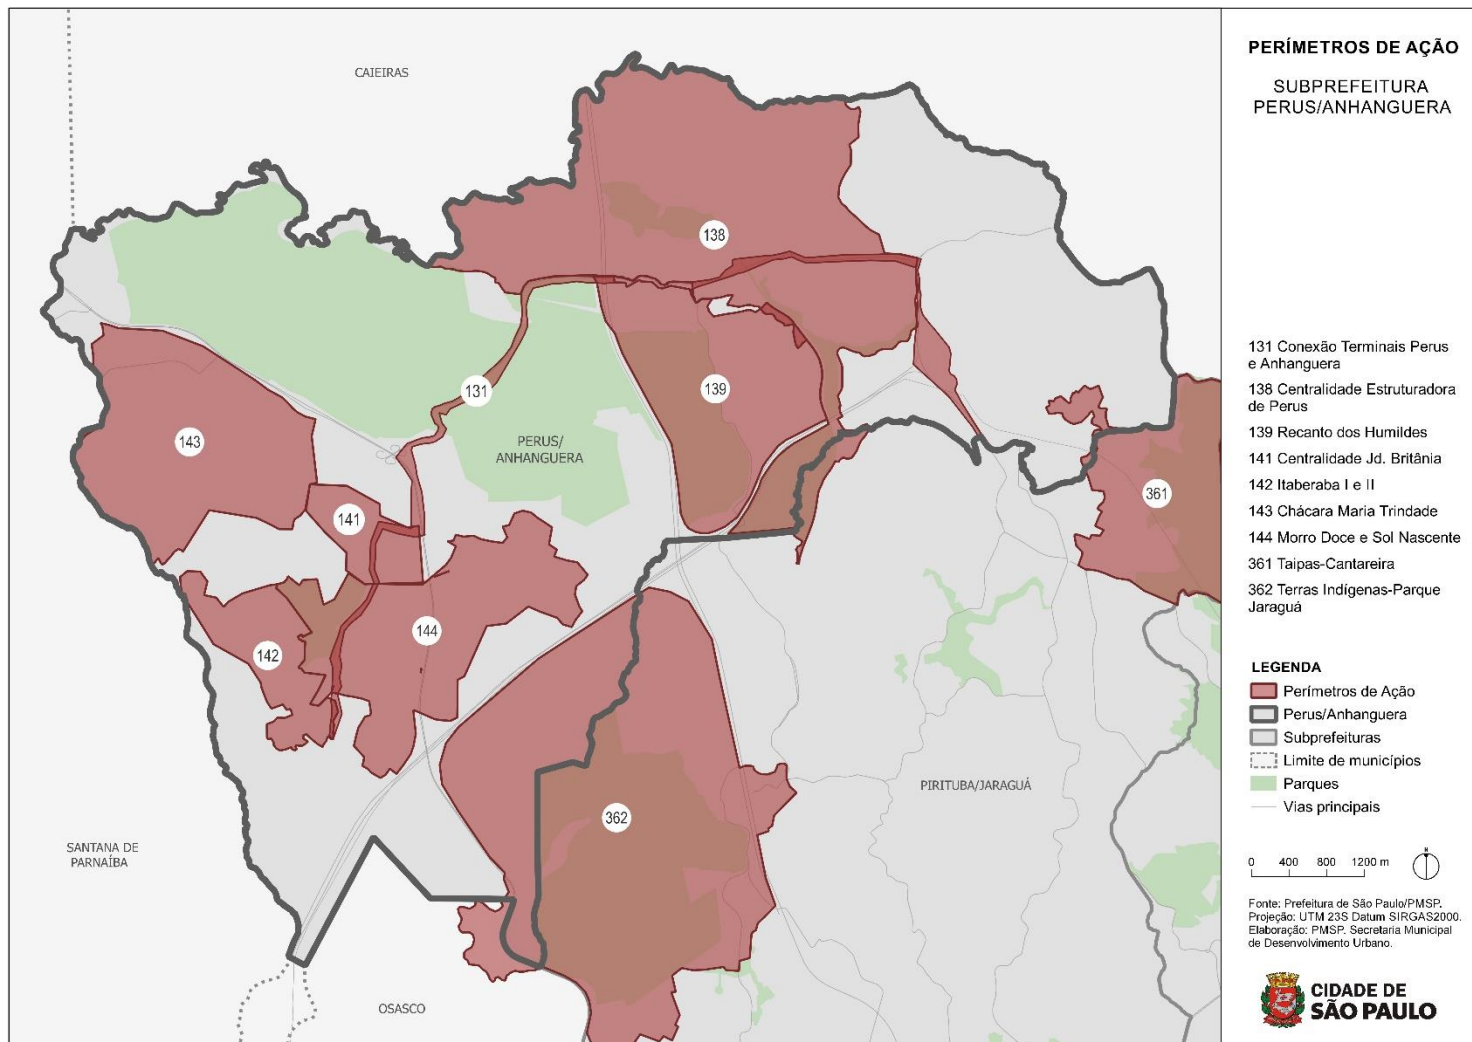 CAIEIRAS
138
131
139
143
PERUS/
ANHANGUERA
141
361
144
142
362
PIRITUBA/JARAGUÁ
SANTANA DE
PARNAÍBA
OSASCO
PERÍMETROS DE AÇÃO
SUBPREFEITURA
PERUS/ANHANGUERA
131 Conexão Terminais Perus
e Anhanguera
138 Centralidade Estruturadora
de Perus
139 Recanto dos Humildes
141 Centralidade Jd. Britânia
142 Itaberaba I e II
143 Chácara Maria Trindade
144 Morro Doce e Sol Nascente
361 Taipas-Cantareira
362 Terras Indígenas-Parque
Jaraguá
LEGENDA
Perímetros de Ação
Perus/Anhanguera
Subprefeituras
Limite de municípios
Parques
Vias principais
0 400 800 1200 m
N
Fonte: Prefeitura de São Paulo/PMSP.
Projeção: UTM 23S Datum SIRGAS2000.
Elaboração: PMSP. Secretaria Municipal
de Desenvolvimento Urbano.
CIDADE DE
SÃO PAULO